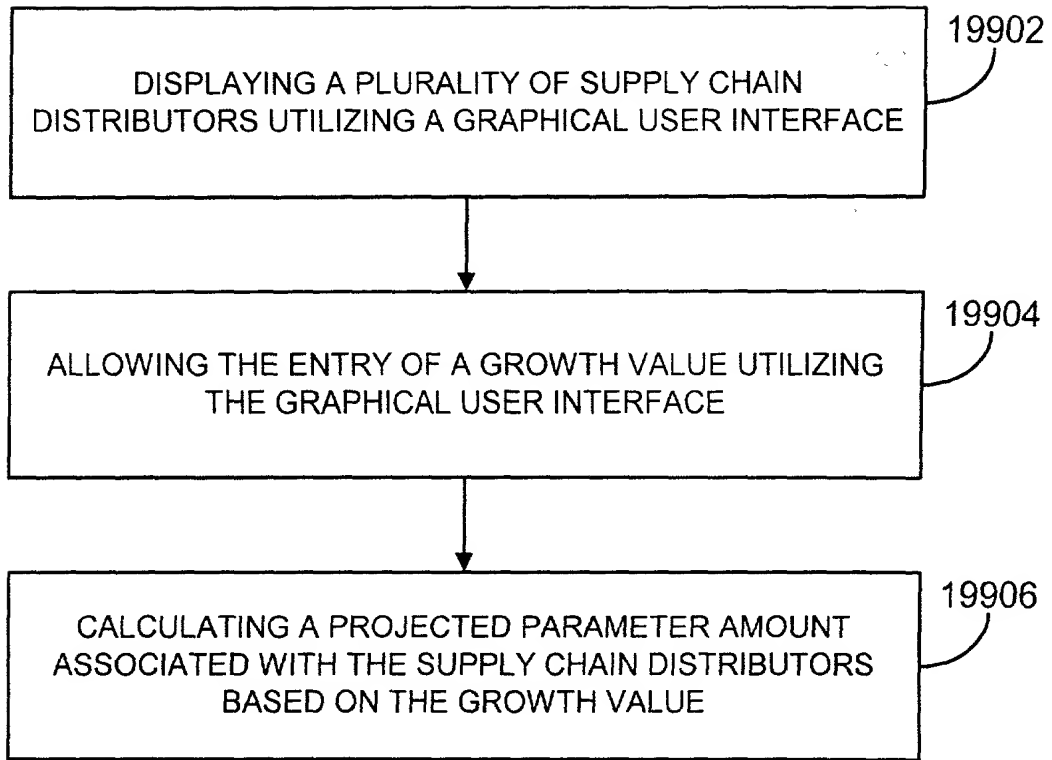 19902
DISPLAYING A PLURALITY OF SUPPLY CHAIN
DISTRIBUTORS UTILIZING A GRAPHICAL USER INTERFACE
19904
ALLOWING THE ENTRY OF A GROWTH VALUE UTILIZING
THE GRAPHICAL USER INTERFACE
19906
CALCULATING A PROJECTED PARAMETER AMOUNT
ASSOCIATED WITH THE SUPPLY CHAIN DISTRIBUTORS
BASED ON THE GROWTH VALUE